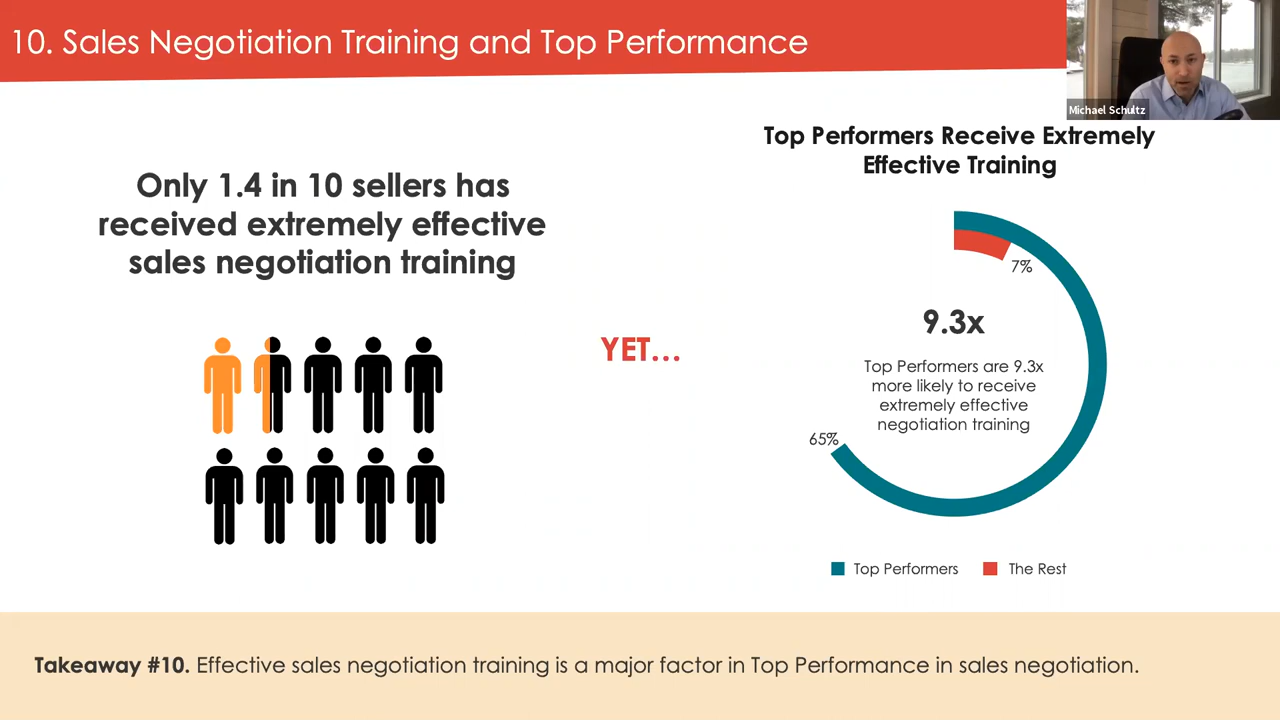 10. Sales Negotiation Training and Top Performance
Michael Schultz
Only 1.4 in 10 sellers has
received extremely effective
sales negotiation training
YET...
Top Performers Receive Extremely
Effective Training
7%
9.3x
Top Performers are 9.3x
more likely to receive
extremely effective
negotiation training
65%
Top Performers
The Rest
Takeaway #10. Effective sales negotiation training is a major factor in Top Performance in sales negotiation.